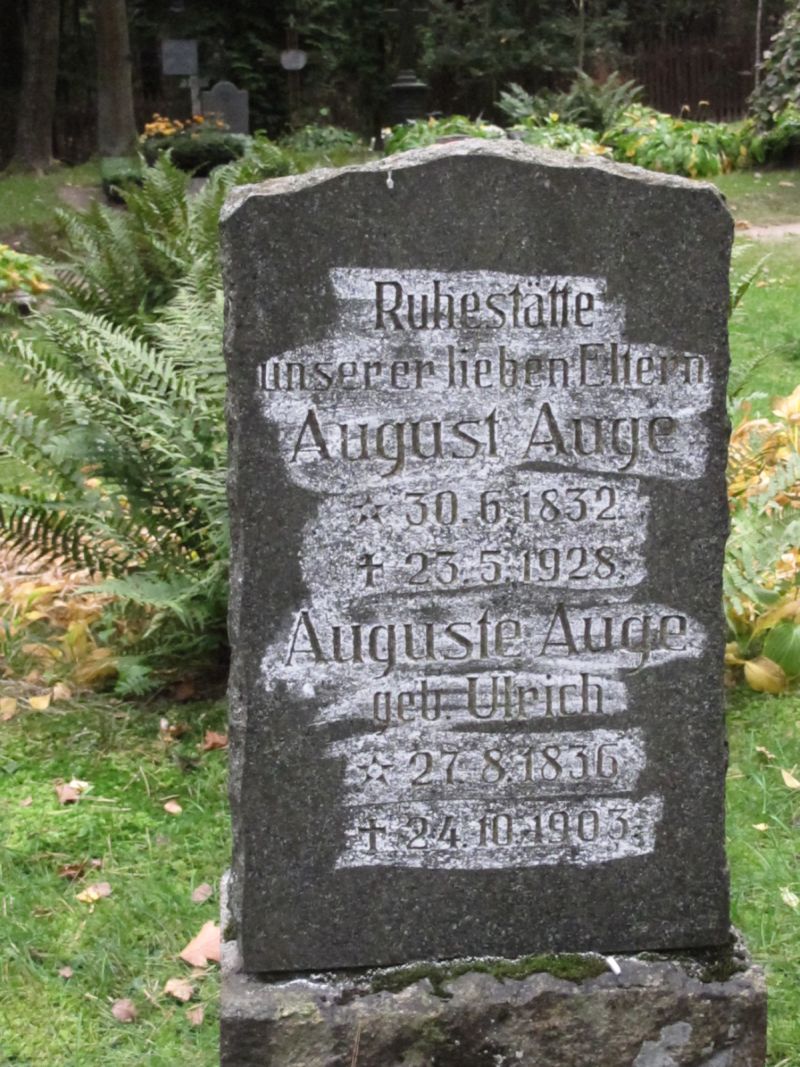 Ruhestätte
unserer lieben Eltern
August Auge
☆ 30.6.1832.
✝ 23.5.1928.
Auguste Auge
geb. Ulrich
☆ 27.8.1836
✝ 24.10.1903.